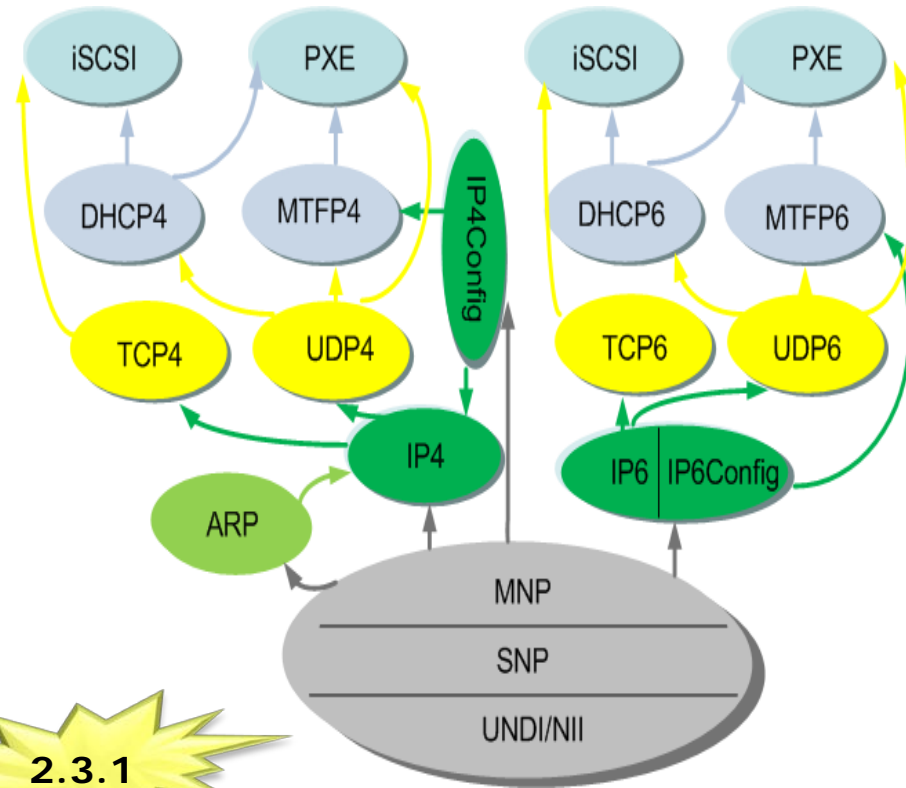 iSCSI
PXE
iSCSI
PXE
DHCP4
MTFP4
IP4Config
DHCP6
MTFP6
TCP4
UDP4
TCP6
UDP6
IP4
IP6
IP6Config
ARP
MNP
SNP
UNDI/NII
2.3.1